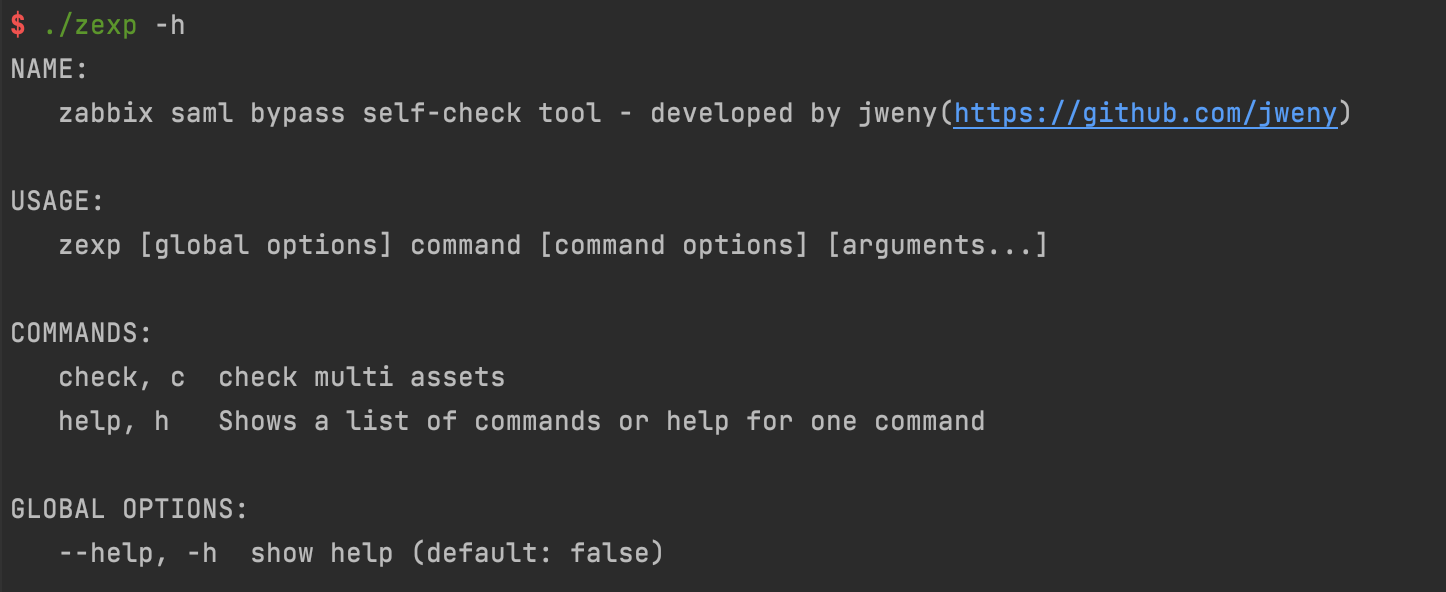 $ ./zexp -h
NAME:
   zabbix saml bypass self-check tool - developed by jweny(https://github.com/jweny)

USAGE:
   zexp [global options] command [command options] [arguments...]

COMMANDS:
   check, c  check multi assets
   help, h   Shows a list of commands or help for one command

GLOBAL OPTIONS:
   --help, -h  show help (default: false)